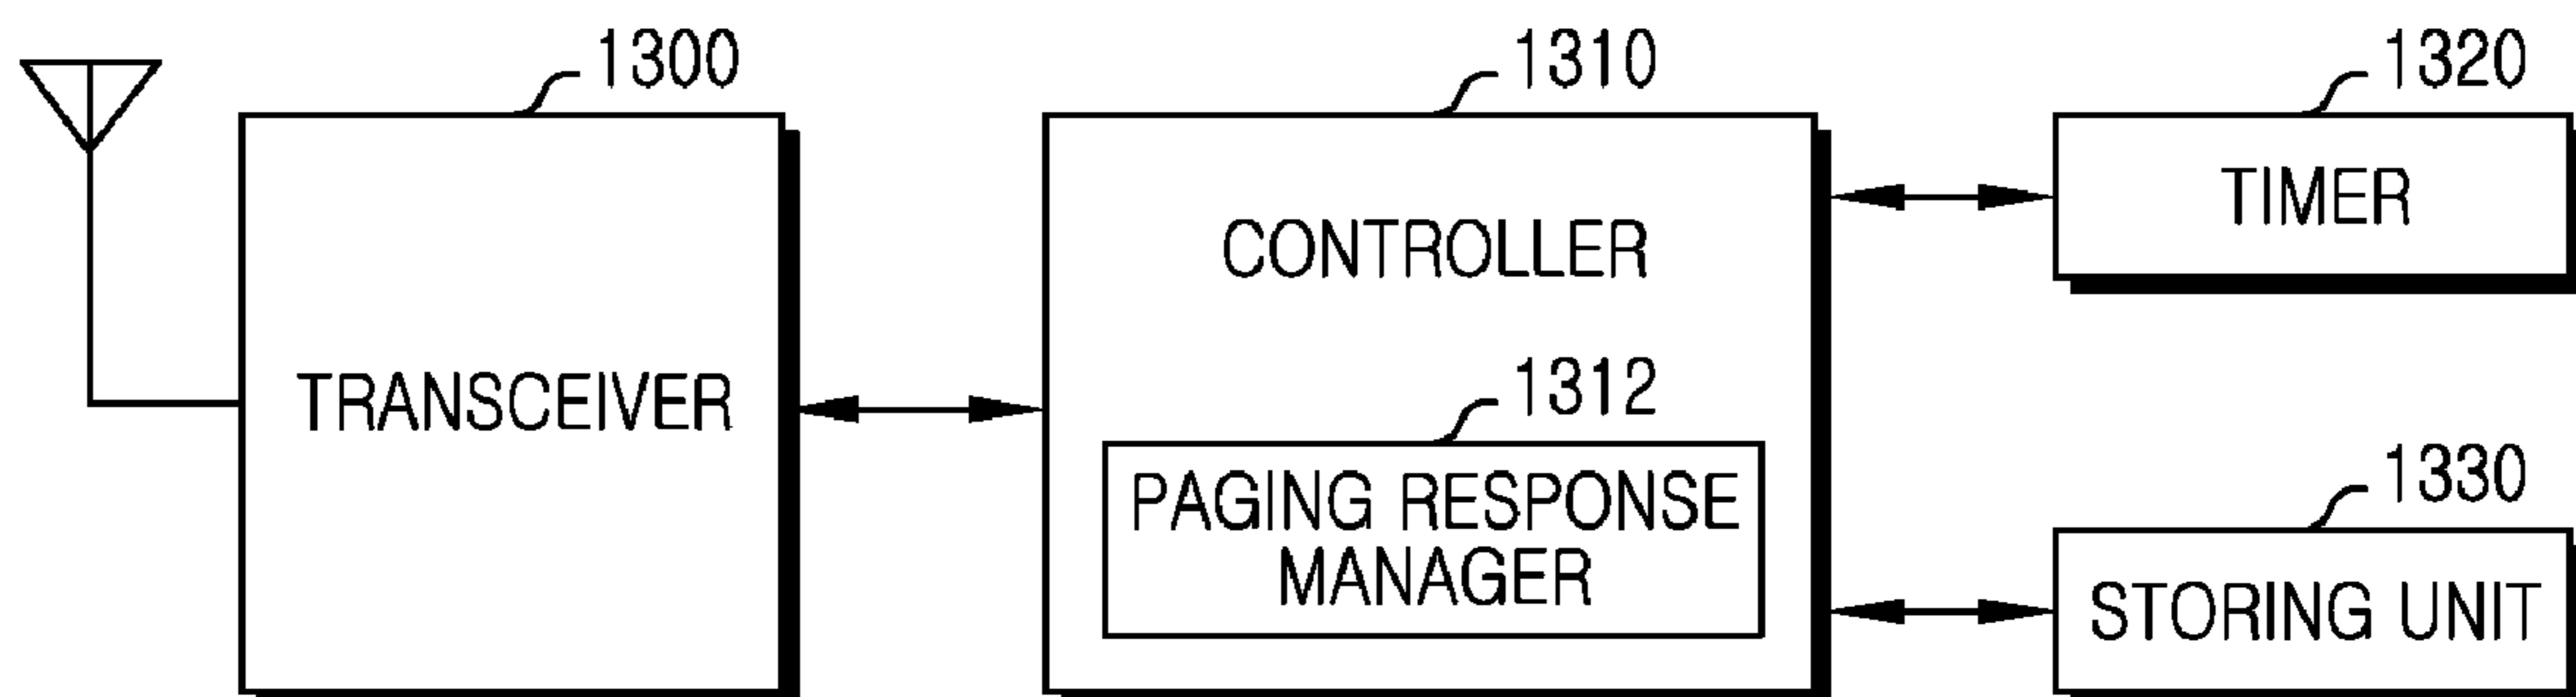 1300
TRANSCEIVER
1310
CONTROLLER
1312
PAGING RESPONSE
MANAGER
1320
TIMER
1330
STORING UNIT